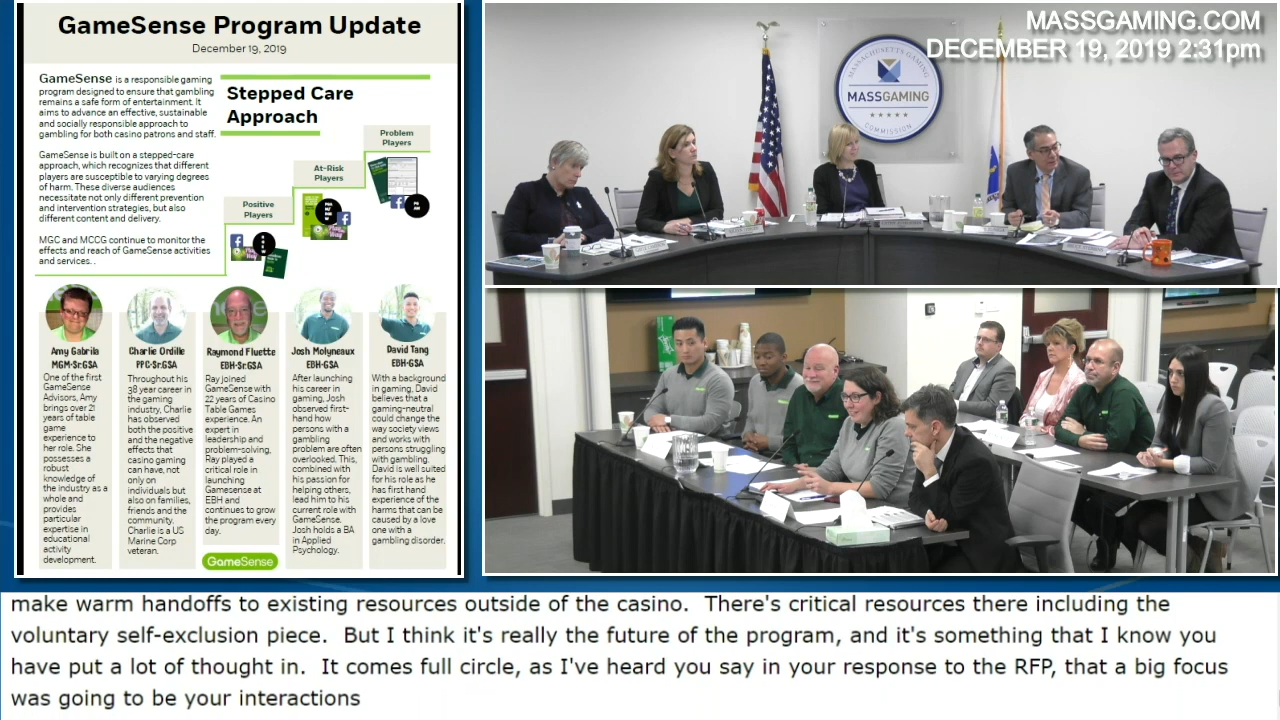 GameSense Program Update
December 19, 2019
GameSense is a responsible gaming
program designed to ensure that gambling
remains a safe form of entertainment. It
aims to advance an effective, sustainable
and socially responsible approach to
gambling for both casino patrons and staff.
GameSense is built on a stepped-care
approach, which recognizes that different
players are susceptible to varying degrees
of harm. These diverse audiences
necessitate not only different prevention
and intervention strategies, but also
different content and delivery.
MGC and MCCG continue to monitor the
effects and reach of GameSense activities
and services. .
Stepped Care
Approach
Problem
Players
At-Risk
Players
Positive
Players
Amy Gabrila
MGM-Sr.GSA
One of the first
GameSense
Advisors, Amy
brings over 21
years of table
game
experience to
her role. She
possesses a
robust
knowledge of
the industry as a
whole and
provides
particular
expertise in
educational
activity
development.
Charlie Ordille
PPC-Sr.GSA
Throughout his
38 year career in
the gaming
industry, Charlie
has observed
both the positive
and the negative
effects that
casino gaming
can have, not
only on
individuals but
also on families,
friends and the
community.
Charlie is a US
Marine Corp
veteran.
Raymond Fluette
EBH-Sr.GSA
Ray joined
GameSense with
22 years of Casino
Table Games
experience. An
expert in
leadership and
problem-solving,
Ray played a
critical role in
launching
Gamesense at
EBH and
continues to grow
the program every
day.
GameSense
Josh Molyneaux
EBH-GSA
After launching
his career in
gaming, Josh
observed first-
hand how
persons with a
gambling
problem are often
overlooked. This,
combined with
his passion for
helping others,
lead him to his
current role with
GameSense.
Josh holds a BA
in Applied
Psychology.
David Tang
EBH-GSA
With a background
in gaming, David
believes that a
gaming-neutral
could change the
way society views
and works with
persons struggling
with gambling.
David is well suited
for his role as he
has first hand
experience of the
harms that can be
caused by a love
one with a
gambling disorder.
MASSGAMING.COM
DECEMBER 19, 2019 2:31pm
MASSACHUSETTS GAMING
MASSGAMING
COMMISSION
make warm handoffs to existing resources outside of the casino. There's critical resources there including the
voluntary self-exclusion piece. But I think it's really the future of the program, and it's something that I know you
have put a lot of thought in. It comes full circle, as I've heard you say in your response to the RFP, that a big focus
was going to be your interactions